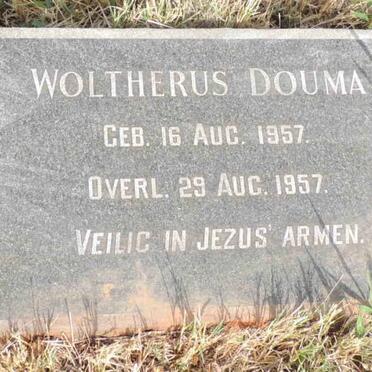 WOLTHERUS DOUMA
GEB. 16 AUG. 1957.
OVERL. 29 AUG. 1957.
VEILIG IN JEZUS' ARMEN.